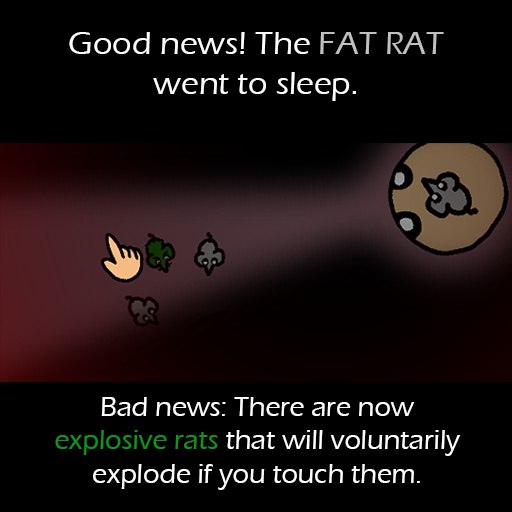 Good news! The FAT RAT
went to sleep.
Bad news: There are now
explosive rats that will voluntarily
explode if you touch them.